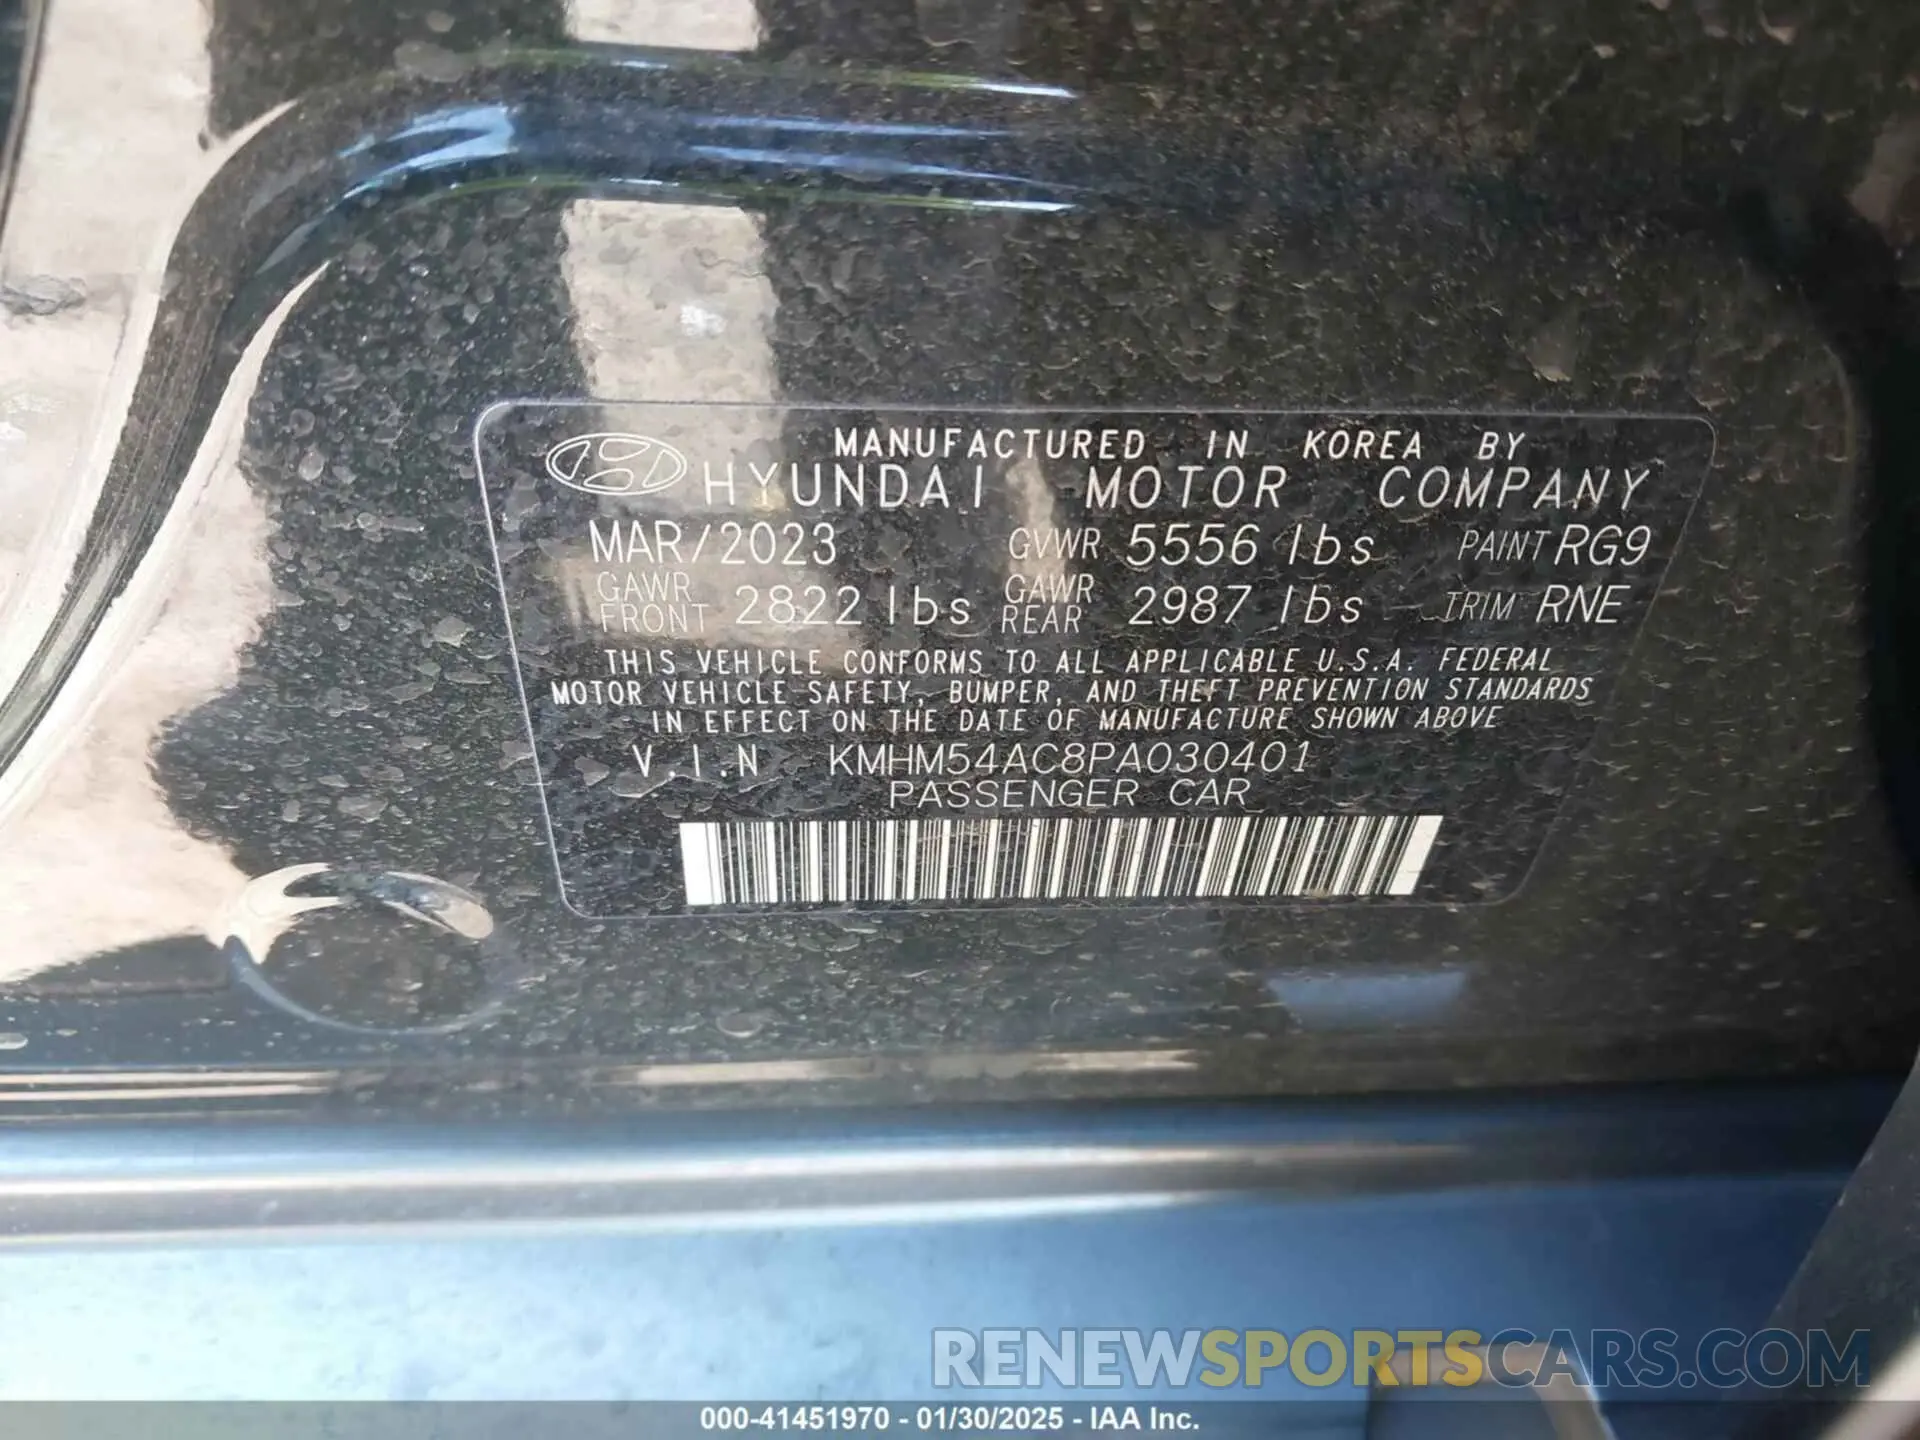 MANUFACTURED IN KOREA BY
HYUNDAI MOTOR COMPANY
MAR/2023 GVWR 5556 lbs PAINT RG9
GAWR FRONT 2822 lbs GAWR REAR 2987 lbs TRIM RNE
THIS VEHICLE CONFORMS TO ALL APPLICABLE U.S.A. FEDERAL
MOTOR VEHICLE SAFETY, BUMPER, AND THEFT PREVENTION STANDARDS
IN EFFECT ON THE DATE OF MANUFACTURE SHOWN ABOVE
V.I.N KMHM54AC8PA030401
PASSENGER CAR
RENEWSPORTSCARS.COM
000-41451970 - 01/30/2025 - IAA Inc.